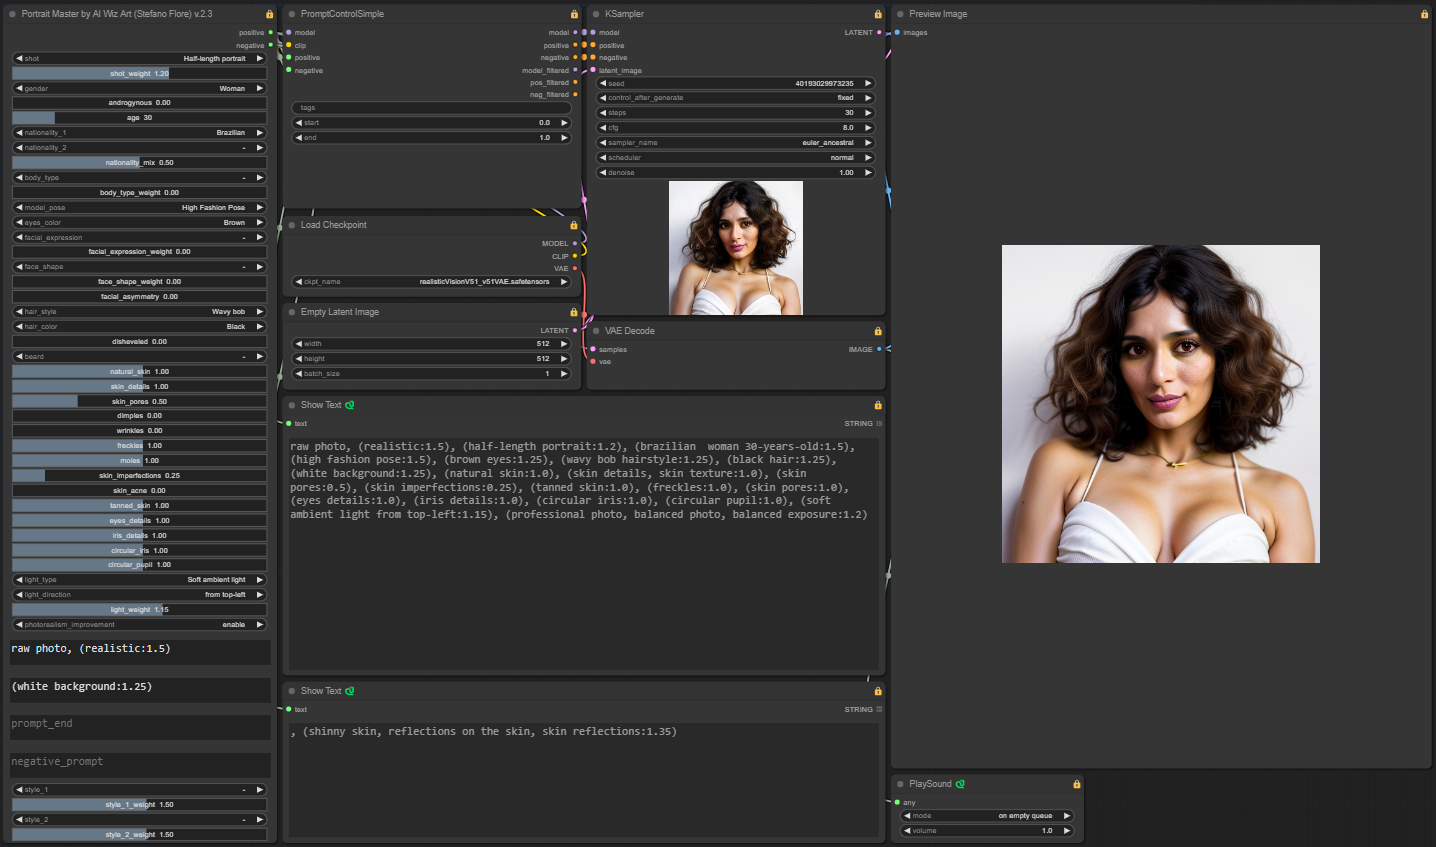 Portrait Master by AI Wiz Art (Stefano Flore) v.2.3
positive
negative
shot Half-length portrait
shot_weight 1.20
gender Woman
androgynous 0.00
age 30
nationality_1 Brazilian
nationality_2 -
nationality_mix 0.50
body_type -
body_type_weight 0.00
model_pose High Fashion Pose
eyes_color Brown
facial_expression -
facial_expression_weight 0.00
face_shape -
face_shape_weight 0.00
facial_asymmetry 0.00
hair_style Wavy bob
hair_color Black
disheveled 0.00
beard -
natural_skin 1.00
skin_details 1.00
skin_pores 0.50
dimples 0.00
wrinkles 0.00
freckles 1.00
moles 1.00
skin_imperfections 0.25
skin_acne 0.00
tanned_skin 1.00
eyes_details 1.00
iris_details 1.00
circular_iris 1.00
circular_pupil 1.00
light_type Soft ambient light
light_direction from top-left
light_weight 1.15
photorealism_improvement enable
raw photo, (realistic:1.5)
(white background:1.25)
prompt_end
negative_prompt
style_1 -
style_1_weight 1.50
style_2 -
style_2_weight 1.50
PromptControlSimple
model model
clip positive
positive negative
negative model_filtered
pos_filtered
neg_filtered
tags
start 0.0
end 1.0
Load Checkpoint
MODEL
CLIP
VAE
ckpt_name realisticVisionV51_v51VAE.safetensors
Empty Latent Image
LATENT
width 512
height 512
batch_size 1
KSampler
model LATENT
positive
negative
latent_image
seed 40193029973235
control_after_generate fixed
steps 30
cfg 8.0
sampler_name euler_ancestral
scheduler normal
denoise 1.00
VAE Decode
samples IMAGE
vae
Show Text
text STRING
raw photo, (realistic:1.5), (half-length portrait:1.2), (brazilian  woman 30-years-old:1.5),
(high fashion pose:1.5), (brown eyes:1.25), (wavy bob hairstyle:1.25), (black hair:1.25),
(white background:1.25), (natural skin:1.0), (skin details, skin texture:1.0), (skin
pores:0.5), (skin imperfections:0.25), (tanned skin:1.0), (freckles:1.0), (skin pores:1.0),
(eyes details:1.0), (iris details:1.0), (circular iris:1.0), (circular pupil:1.0), (soft
ambient light from top-left:1.15), (professional photo, balanced photo, balanced exposure:1.2)
Show Text
text STRING
, (shinny skin, reflections on the skin, skin reflections:1.35)
Preview Image
images
PlaySound
any
mode on empty queue
volume 1.0